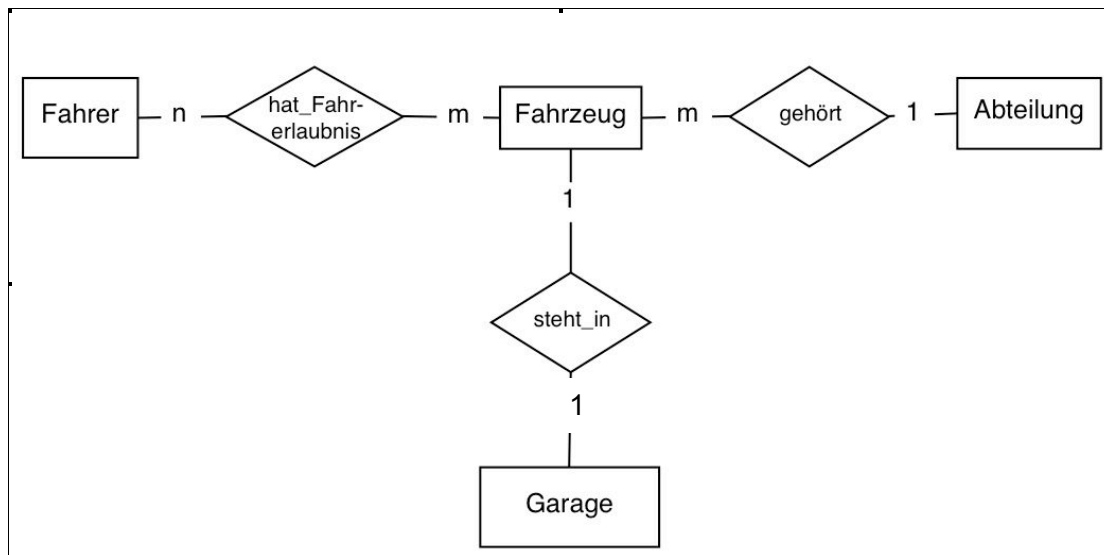 Fahrer
n
hat_Fahr-
erlaubnis
m
Fahrzeug
m
gehört
1
Abteilung
1
steht_in
1
Garage